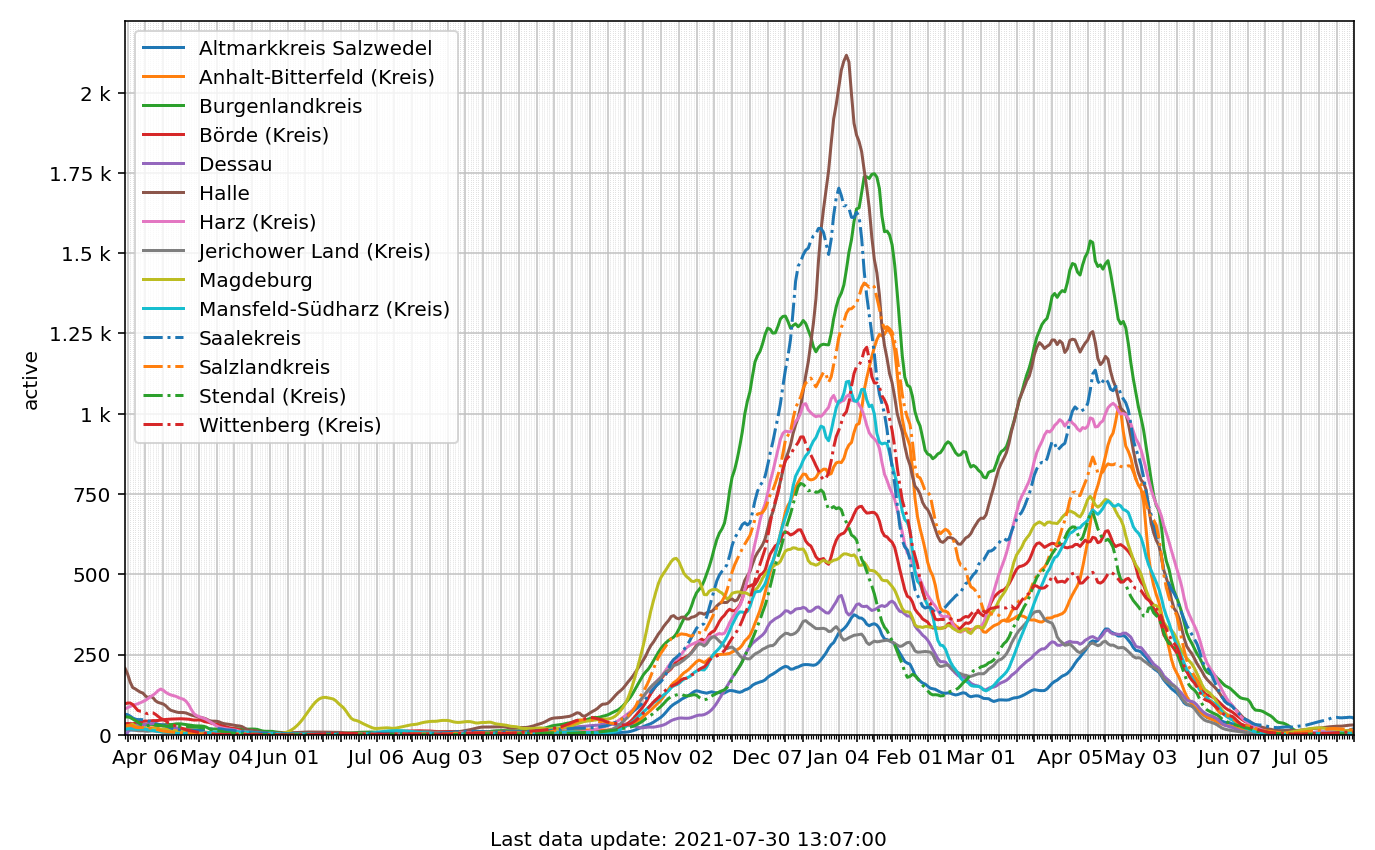 2 k
1.75 k
1.5 k
1.25 k
1 k
750
500
250
0
active
Altmarkkreis Salzwedel
Anhalt-Bitterfeld (Kreis)
Burgenlandkreis
Börde (Kreis)
Dessau
Halle
Harz (Kreis)
Jerichower Land (Kreis)
Magdeburg
Mansfeld-Südharz (Kreis)
Saalekreis
Salzlandkreis
Stendal (Kreis)
Wittenberg (Kreis)
Apr 06 May 04 Jun 01 Jul 06 Aug 03 Sep 07 Oct 05 Nov 02 Dec 07 Jan 04 Feb 01 Mar 01 Apr 05 May 03 Jun 07 Jul 05
Last data update: 2021-07-30 13:07:00